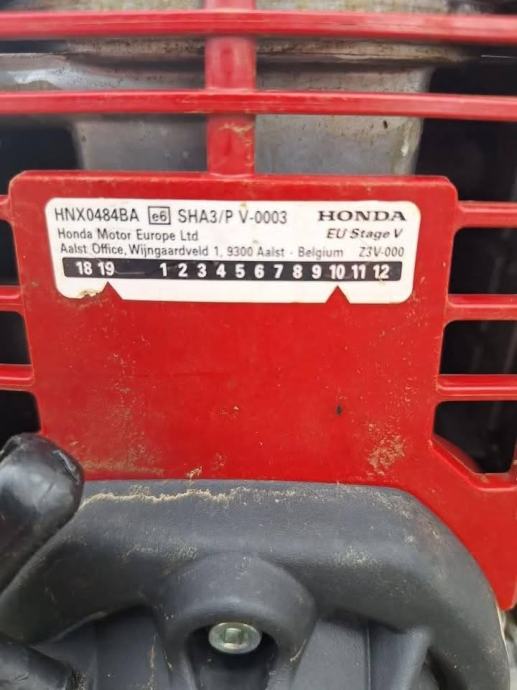 HNX0484BA e6 SHA3/P V-0003 HONDA
Honda Motor Europe Ltd EU Stage V
Aalst Office, Wijngaardveld 1, 9300 Aalst - Belgium Z3V-000
18 19 1 2 3 4 5 6 7 8 9 10 11 12